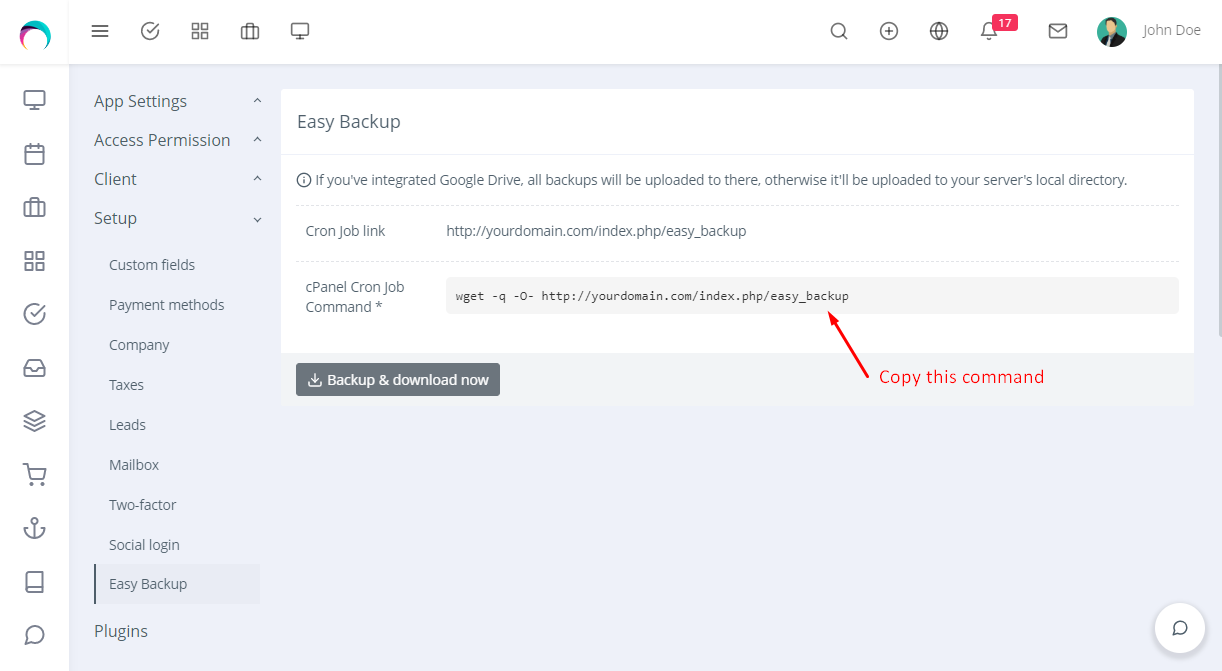 17
John Doe
App Settings
Access Permission
Client
Setup
Custom fields
Payment methods
Company
Taxes
Leads
Mailbox
Two-factor
Social login
Easy Backup
Plugins
Easy Backup
If you've integrated Google Drive, all backups will be uploaded to there, otherwise it'll be uploaded to your server's local directory.
Cron Job link
http://yourdomain.com/index.php/easy_backup
cPanel Cron Job
Command *
wget -q -O- http://yourdomain.com/index.php/easy_backup
Backup & download now
Copy this command